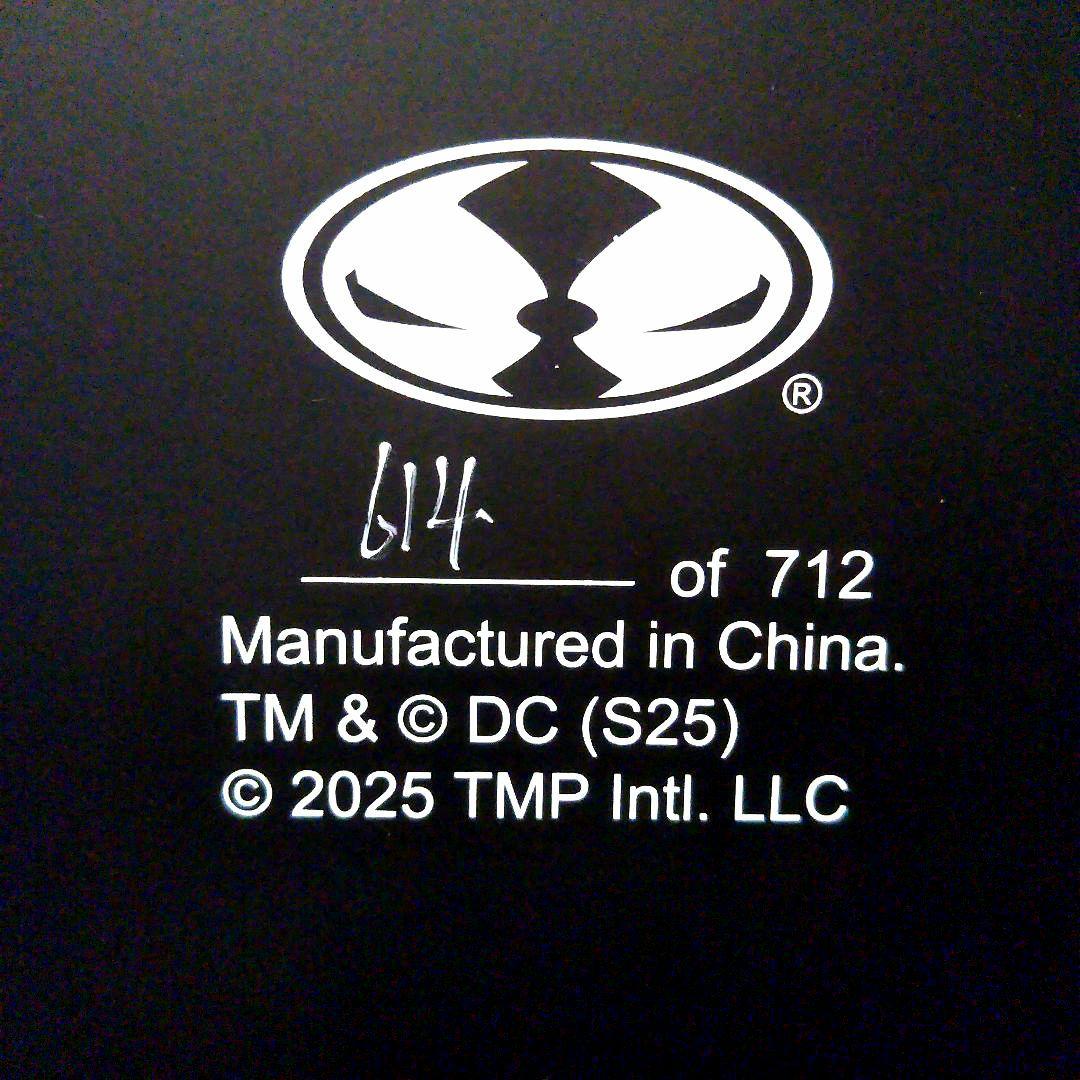 ®
614 of 712
Manufactured in China.
TM & © DC (S25)
© 2025 TMP Intl. LLC